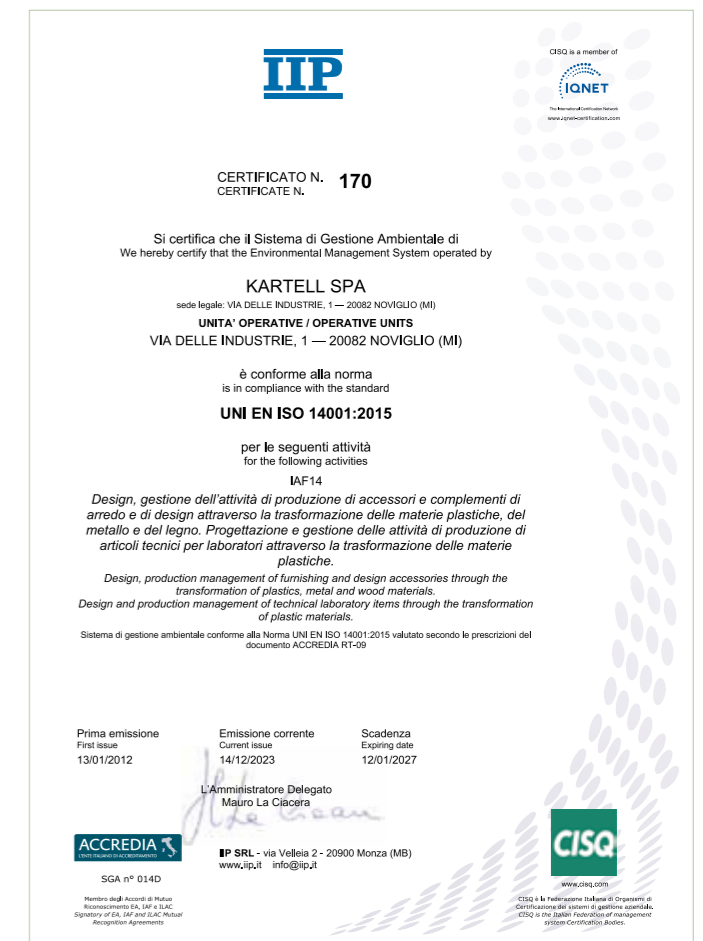 IIP
CISQ is a member of
IQNET
The International Certification Network
www.iqnet-certification.com
CERTIFICATO N. 170
CERTIFICATE N.
Si certifica che il Sistema di Gestione Ambientale di
We hereby certify that the Environmental Management System operated by
KARTELL SPA
sede legale: VIA DELLE INDUSTRIE, 1 — 20082 NOVIGLIO (MI)
UNITA' OPERATIVE / OPERATIVE UNITS
VIA DELLE INDUSTRIE, 1 — 20082 NOVIGLIO (MI)
è conforme alla norma
is in compliance with the standard
UNI EN ISO 14001:2015
per le seguenti attività
for the following activities
IAF14
Design, gestione dell'attività di produzione di accessori e complementi di
arredo e di design attraverso la trasformazione delle materie plastiche, del
metallo e del legno. Progettazione e gestione delle attività di produzione di
articoli tecnici per laboratori attraverso la trasformazione delle materie
plastiche.
Design, production management of furnishing and design accessories through the
transformation of plastics, metal and wood materials.
Design and production management of technical laboratory items through the transformation
of plastic materials.
Sistema di gestione ambientale conforme alla Norma UNI EN ISO 14001:2015 valutato secondo le prescrizioni del
documento ACCREDIA RT-09
Prima emissione
First issue
13/01/2012
Emissione corrente
Current issue
14/12/2023
Scadenza
Expiring date
12/01/2027
L'Amministratore Delegato
Mauro La Ciacera
ACCREDIA
L'ENTE ITALIANO DI ACCREDITAMENTO
SGA n° 014D
Membro degli Accordi di Mutuo
Riconoscimento EA, IAF e ILAC
Signatory of EA, IAF and ILAC Mutual
Recognition Agreements
IIP SRL - via Velleia 2 - 20900 Monza (MB)
www.iip.it info@iip.it
CISQ
www.cisq.com
CISQ è la Federazione Italiana di Organismi di
Certificazione dei sistemi di gestione aziendale.
CISQ is the Italian Federation of management
system Certification Bodies.